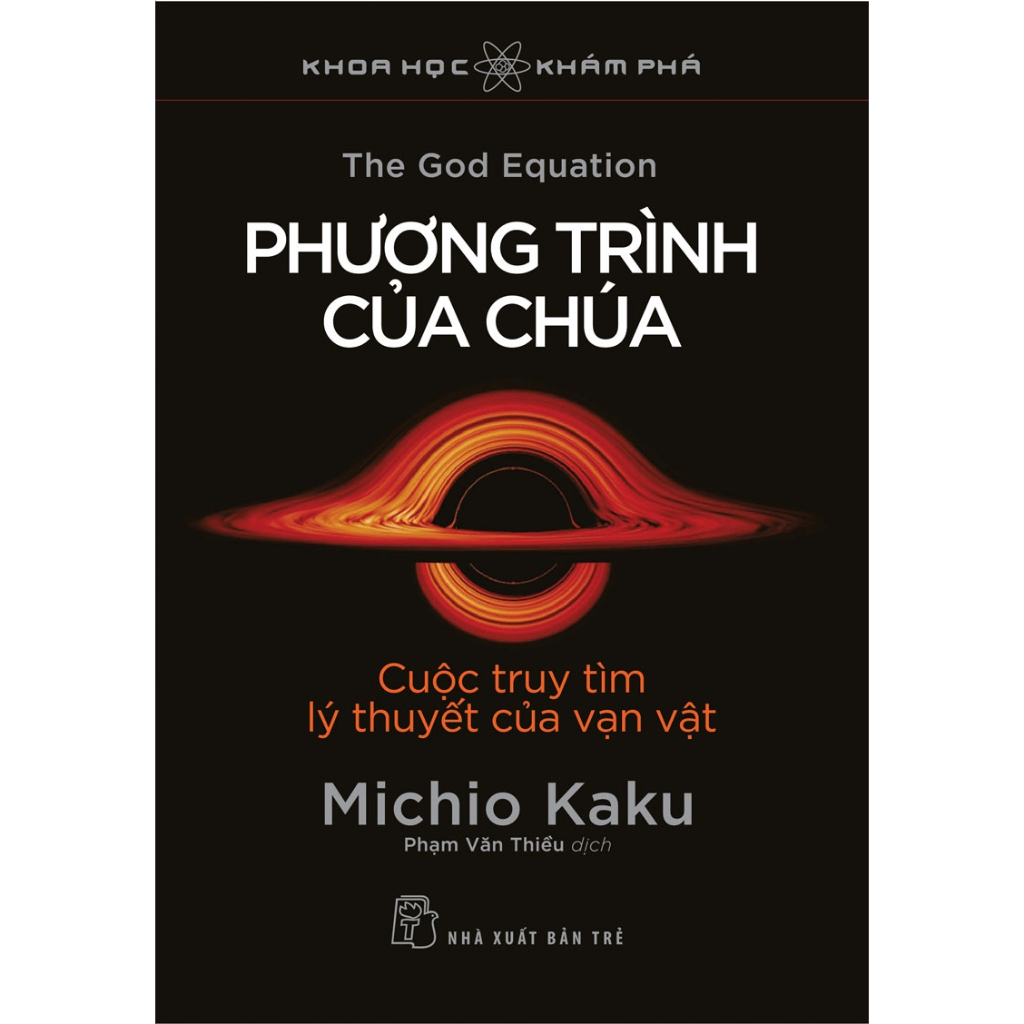 KHOA HỌC KHÁM PHÁ
The God Equation
PHƯƠNG TRÌNH
CỦA CHÚA
Cuộc truy tìm
lý thuyết của vạn vật
Michio Kaku
Phạm Văn Thiều dịch
T
NHÀ XUẤT BẢN TRẺ